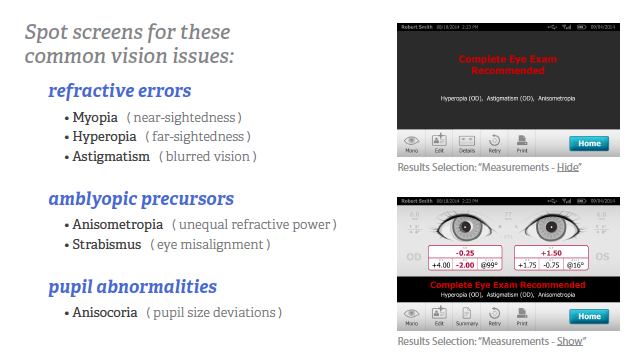 Spot screens for these
common vision issues:
refractive errors
• Myopia ( near-sightedness )
• Hyperopia ( far-sightedness )
• Astigmatism ( blurred vision )
amblyopic precursors
• Anisometropia ( unequal refractive power )
• Strabismus ( eye misalignment )
pupil abnormalities
• Anisocoria ( pupil size deviations )
Robert Smith 08/18/2014 2:23 PM 09/04/2014
Complete Eye Exam
Recommended
Hyperopia (OD), Astigmatism (OD), Anisometropia
Mono Edit Details Retry Print Home
Results Selection: "Measurements - Hide"
Robert Smith 08/18/2014 2:23 PM 09/04/2014
OD -0.25 +1.50 OS
+4.00 -2.00 @99° +1.75 -0.75 @16°
Complete Eye Exam Recommended
Hyperopia (OD), Astigmatism (OD), Anisometropia
Mono Edit Summary Retry Print Home
Results Selection: "Measurements - Show"